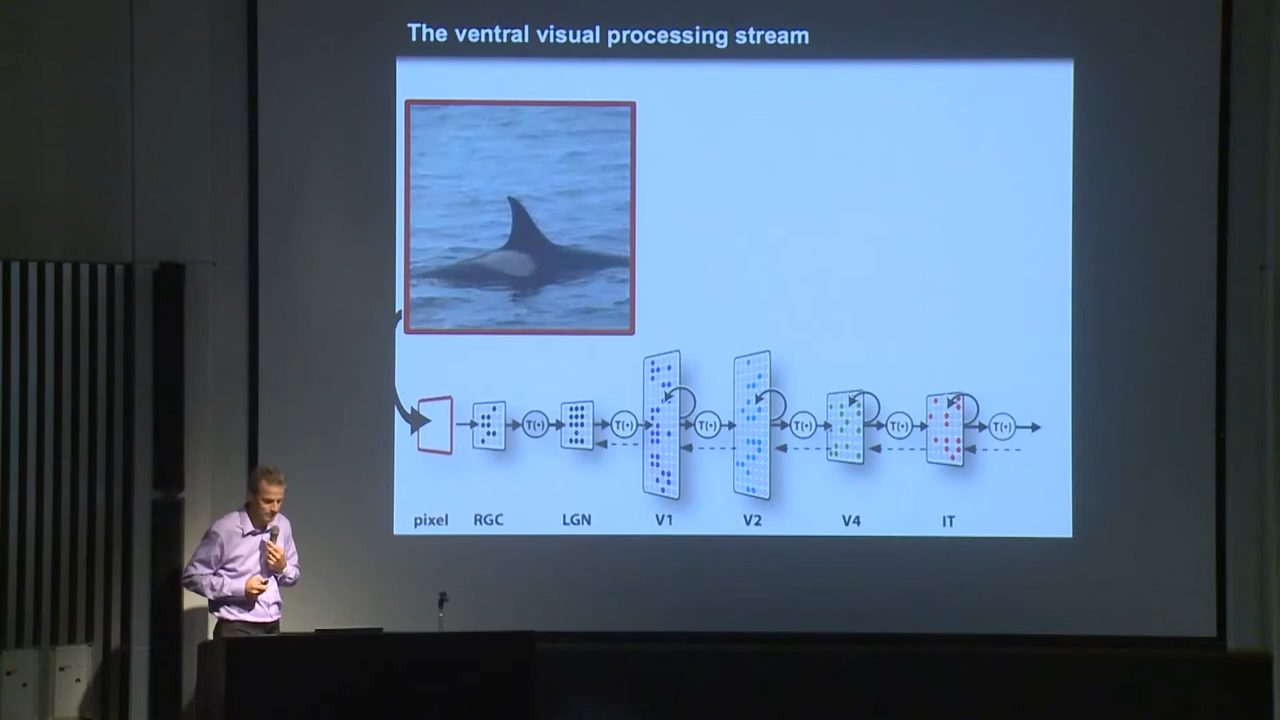 The ventral visual processing stream
T(•) T(•) T(•) T(•) T(•) T(•)
pixel RGC LGN V1 V2 V4 IT